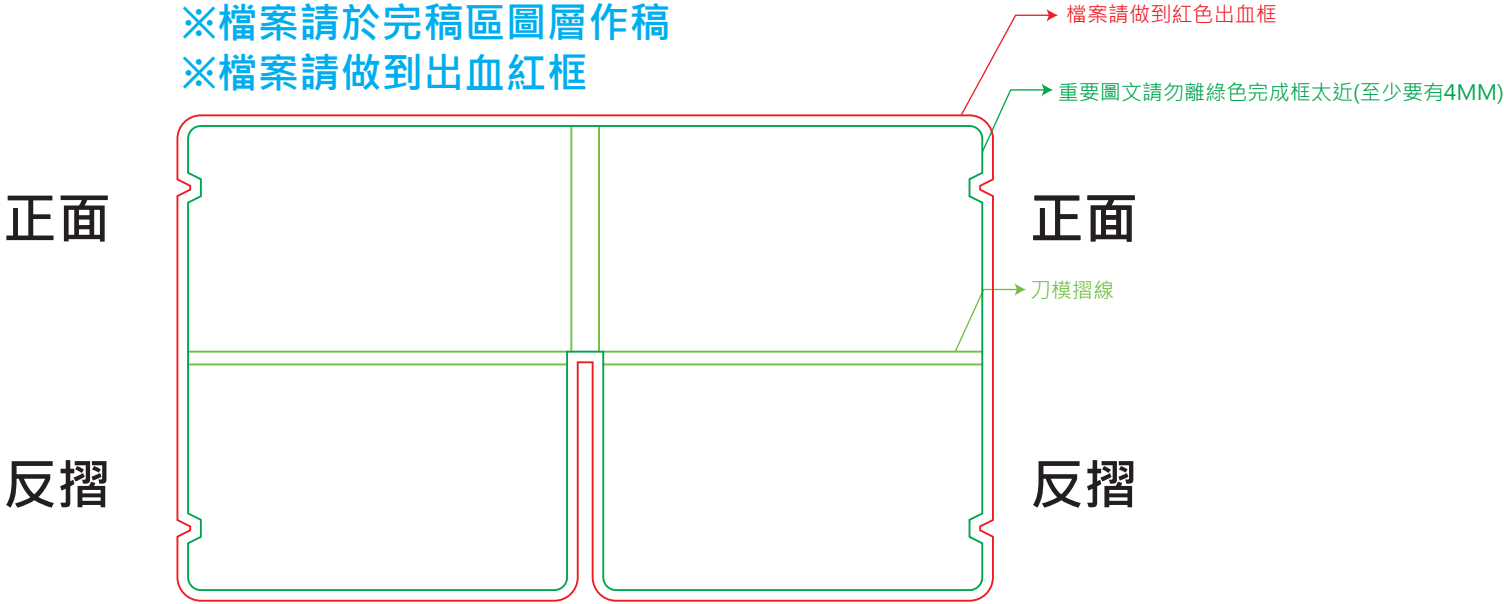 ※檔案請於完稿區圖層作稿
※檔案請做到出血紅框
檔案請做到紅色出血框
重要圖文請勿離綠色完成框太近(至少要有4MM)
正面
正面
刀模摺線
反摺
反摺